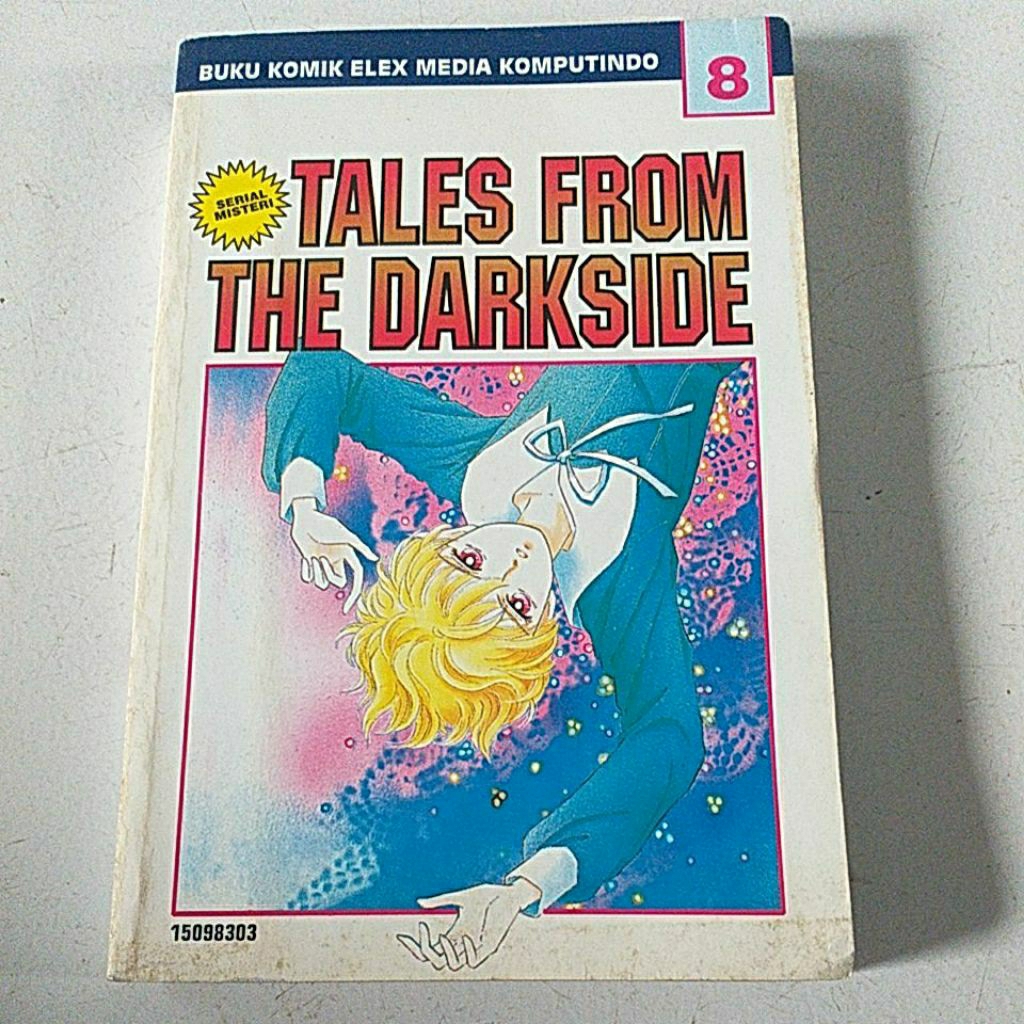 BUKU KOMIK ELEX MEDIA KOMPUTINDO
8
SERIAL
MISTERI
TALES FROM
THE DARKSIDE
15098303